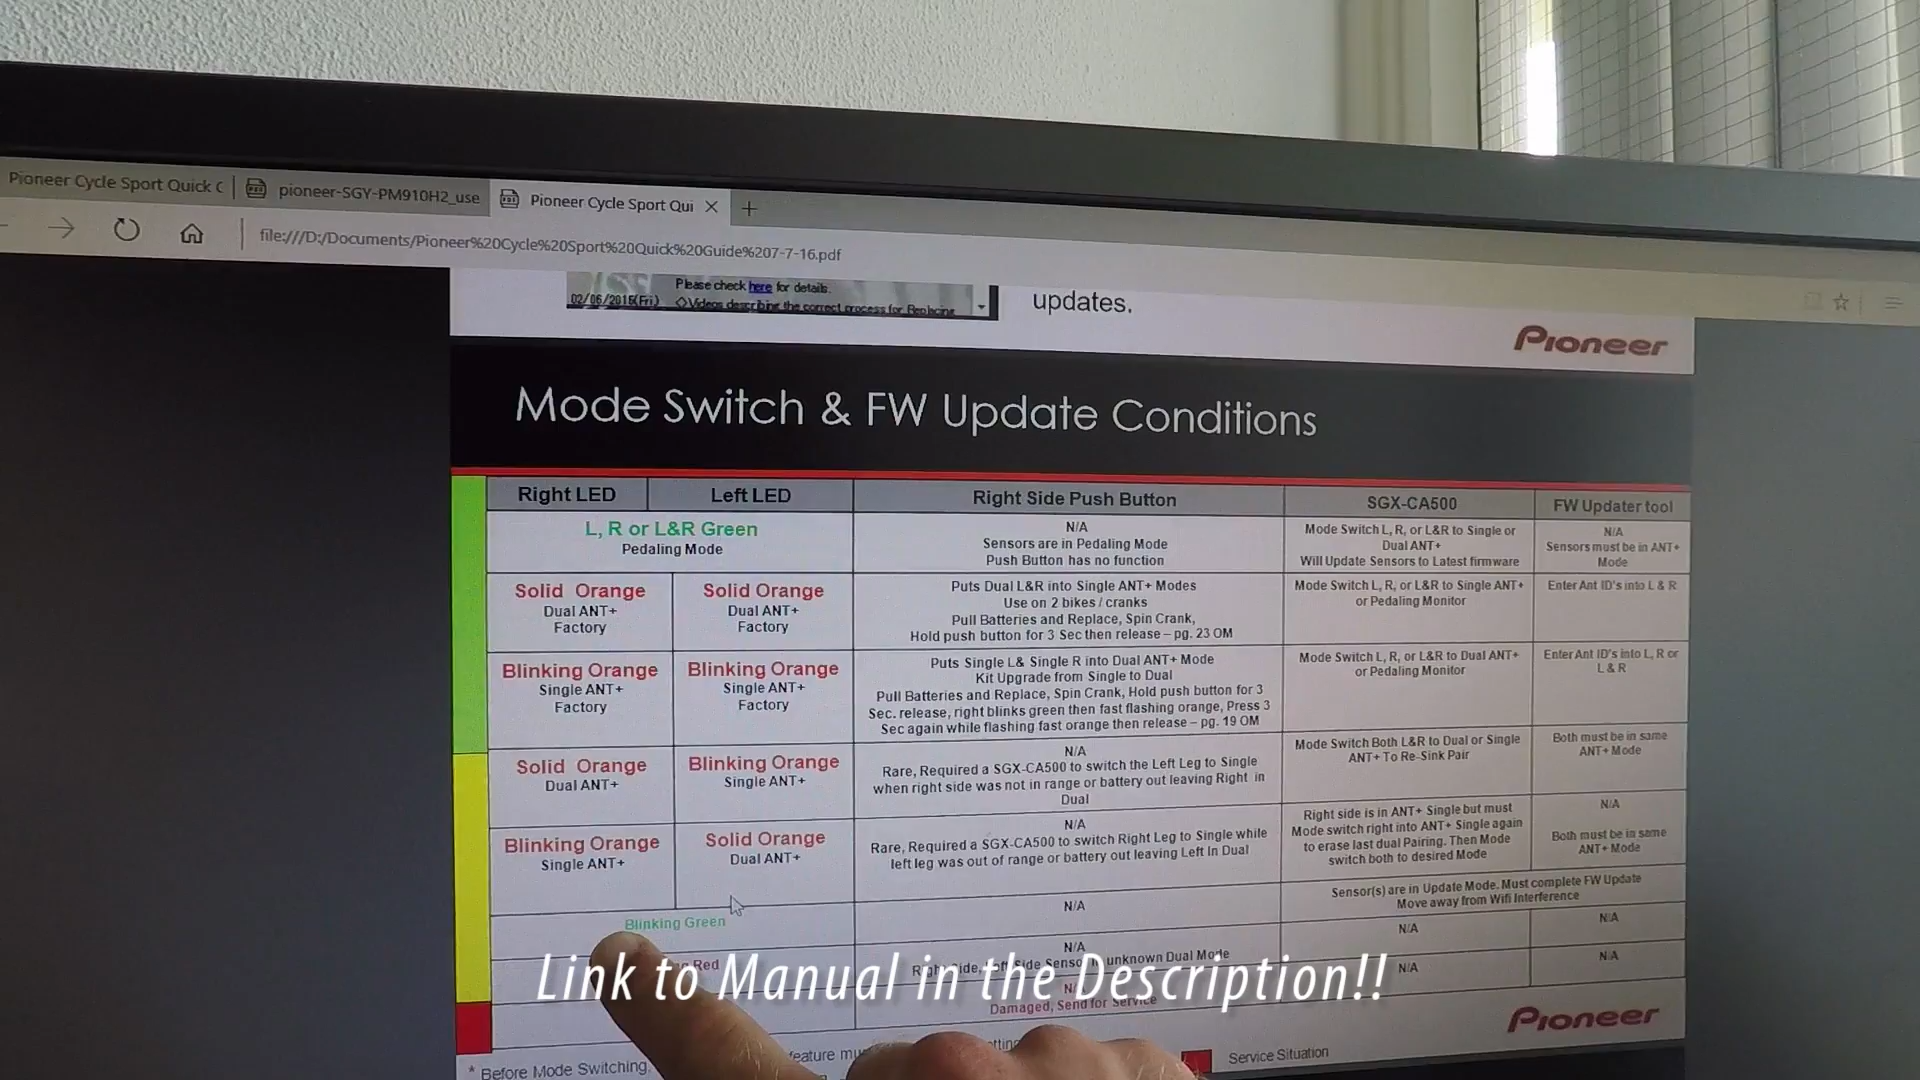 Pioneer Cycle Sport Quick
pioneer-SGY-PM910H2_use
Pioneer Cycle Sport Qui
file:///D:/Documents/Pioneer%20Cycle%20Sport%20Quick%20Guide%207-7-16.pdf
Please check here for details.
02/06/2015(Fri) ◇Videos describing the correct process for Replacing
updates.
Pioneer
Mode Switch & FW Update Conditions
Right LED
Left LED
Right Side Push Button
SGX-CA500
FW Updater tool
L, R or L&R Green
Pedaling Mode
N/A
Sensors are in Pedaling Mode
Push Button has no function
Mode Switch L, R, or L&R to Single or
Dual ANT+
Will Update Sensors to Latest firmware
N/A
Sensors must be in ANT+
Mode
Solid Orange
Dual ANT+
Factory
Solid Orange
Dual ANT+
Factory
Puts Dual L&R into Single ANT+ Modes
Use on 2 bikes / cranks
Pull Batteries and Replace, Spin Crank,
Hold push button for 3 Sec then release – pg. 23 OM
Mode Switch L, R, or L&R to Single ANT+
or Pedaling Monitor
Enter Ant ID's into L & R
Blinking Orange
Single ANT+
Factory
Blinking Orange
Single ANT+
Factory
Puts Single L& Single R into Dual ANT+ Mode
Kit Upgrade from Single to Dual
Pull Batteries and Replace, Spin Crank, Hold push button for 3
Sec. release, right blinks green then fast flashing orange, Press 3
Sec again while flashing fast orange then release – pg. 19 OM
Mode Switch L, R, or L&R to Dual ANT+
or Pedaling Monitor
Enter Ant ID's into L, R or
L & R
Solid Orange
Dual ANT+
Blinking Orange
Single ANT+
N/A
Rare, Required a SGX-CA500 to switch the Left Leg to Single
when right side was not in range or battery out leaving Right in
Dual
Mode Switch Both L&R to Dual or Single
ANT+ To Re-Sink Pair
Both must be in same
ANT+ Mode
Blinking Orange
Single ANT+
Solid Orange
Dual ANT+
N/A
Rare, Required a SGX-CA500 to switch Right Leg to Single while
left leg was out of range or battery out leaving Left In Dual
Right side is in ANT+ Single but must
Mode switch right into ANT+ Single again
to erase last dual Pairing. Then Mode
switch both to desired Mode
N/A
Both must be in same
ANT+ Mode
Blinking Green
N/A
Sensor(s) are in Update Mode. Must complete FW Update
Move away from Wifi Interference
Red
N/A
Side Sensor unknown Dual Mode
N/A
N/A
Damaged, Send for Service
N/A
N/A
Link to Manual in the Description!!
Pioneer
* Before Mode Switching,
feature
Service Situation